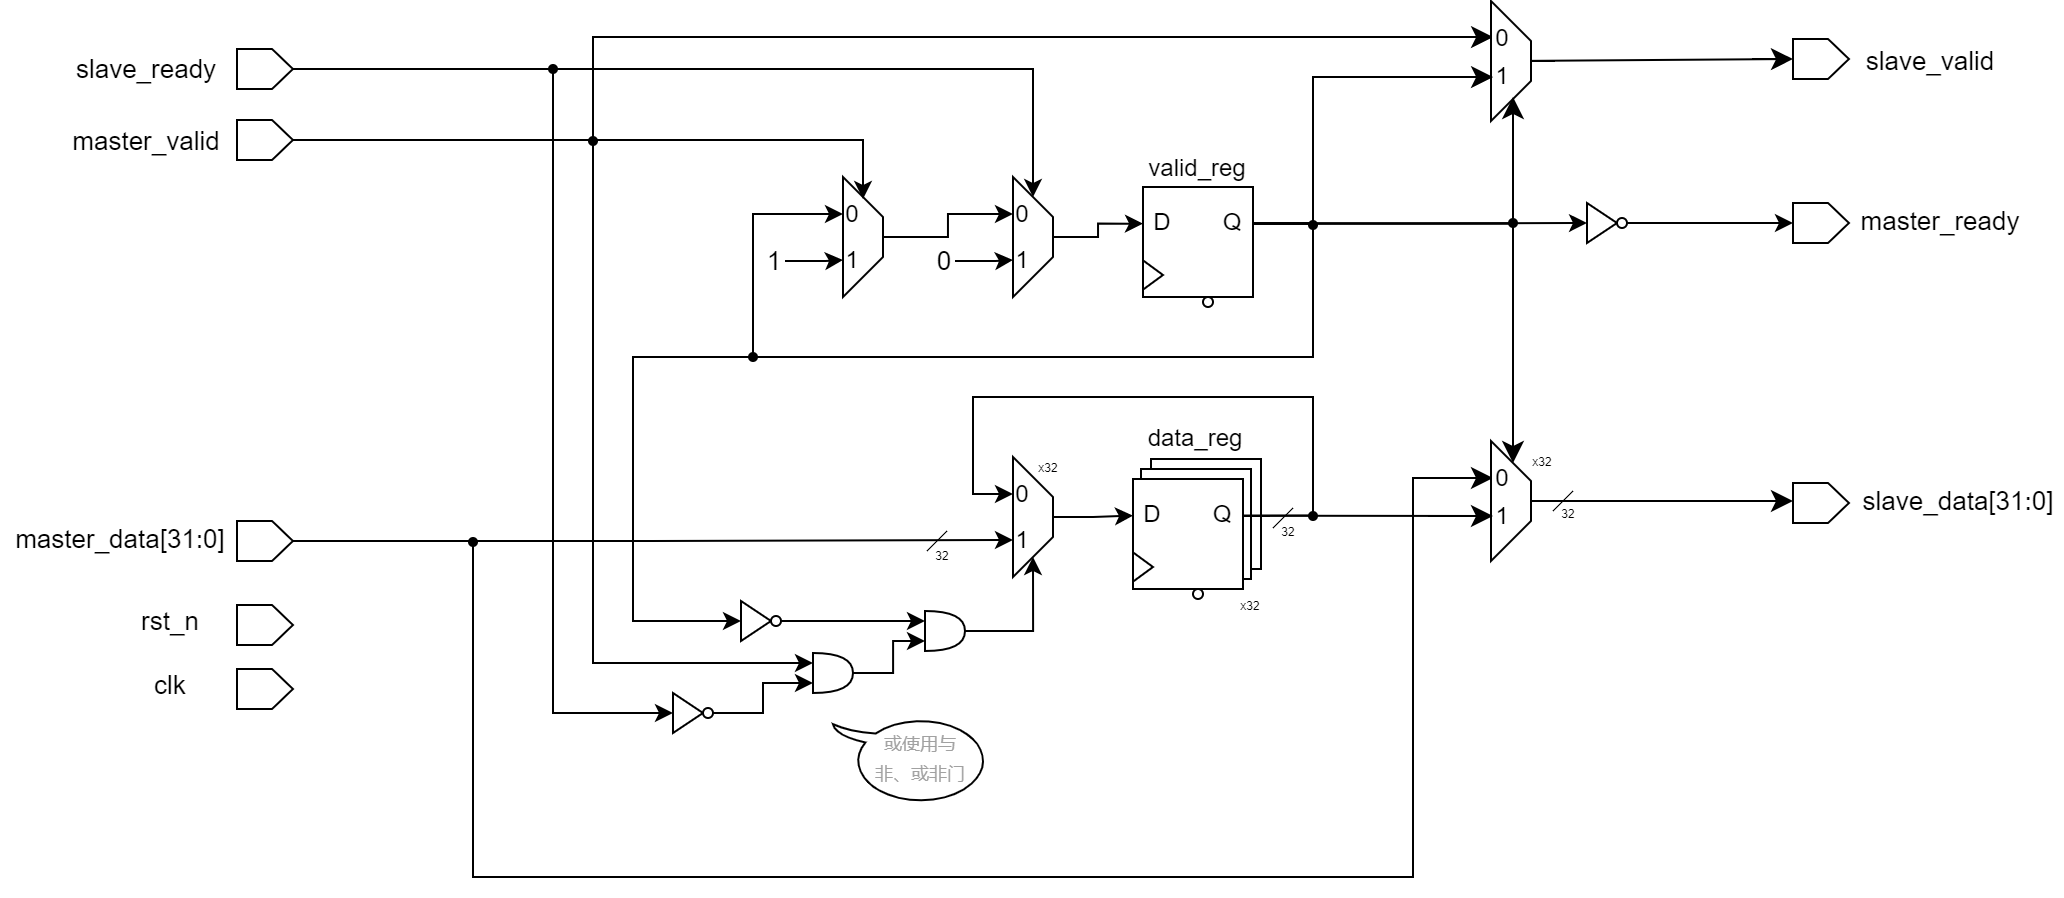 slave_ready
0
1
slave_valid
master_valid
valid_reg
0
1
1
0
0
1
D
Q
master_ready
data_reg
x32
0
1
D
Q
32
x32
x32
0
1
32
slave_data[31:0]
master_data[31:0]
32
rst_n
clk
或使用与
非、或非门